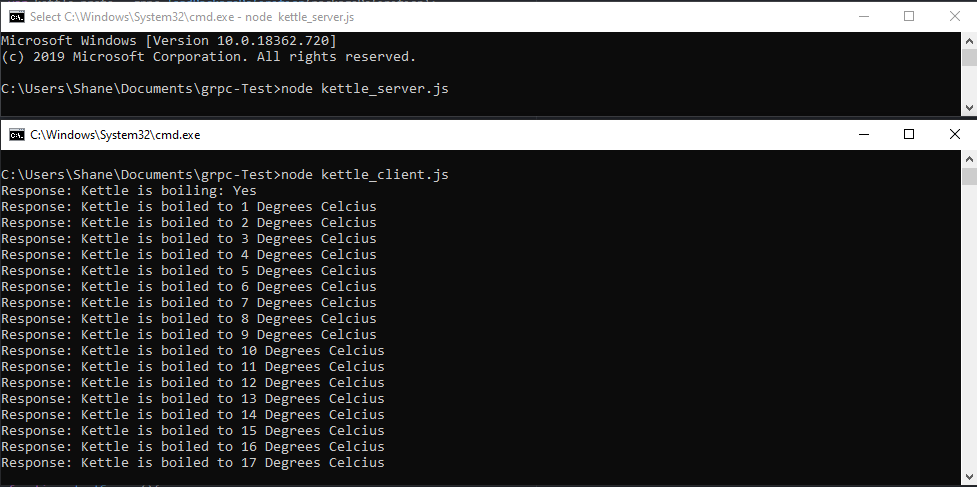 Select C:\Windows\System32\cmd.exe - node kettle_server.js
Microsoft Windows [Version 10.0.18362.720]
(c) 2019 Microsoft Corporation. All rights reserved.
C:\Users\Shane\Documents\grpc-Test>node kettle_server.js
C:\Windows\System32\cmd.exe
C:\Users\Shane\Documents\grpc-Test>node kettle_client.js
Response: Kettle is boiling: Yes
Response: Kettle is boiled to 1 Degrees Celcius
Response: Kettle is boiled to 2 Degrees Celcius
Response: Kettle is boiled to 3 Degrees Celcius
Response: Kettle is boiled to 4 Degrees Celcius
Response: Kettle is boiled to 5 Degrees Celcius
Response: Kettle is boiled to 6 Degrees Celcius
Response: Kettle is boiled to 7 Degrees Celcius
Response: Kettle is boiled to 8 Degrees Celcius
Response: Kettle is boiled to 9 Degrees Celcius
Response: Kettle is boiled to 10 Degrees Celcius
Response: Kettle is boiled to 11 Degrees Celcius
Response: Kettle is boiled to 12 Degrees Celcius
Response: Kettle is boiled to 13 Degrees Celcius
Response: Kettle is boiled to 14 Degrees Celcius
Response: Kettle is boiled to 15 Degrees Celcius
Response: Kettle is boiled to 16 Degrees Celcius
Response: Kettle is boiled to 17 Degrees Celcius